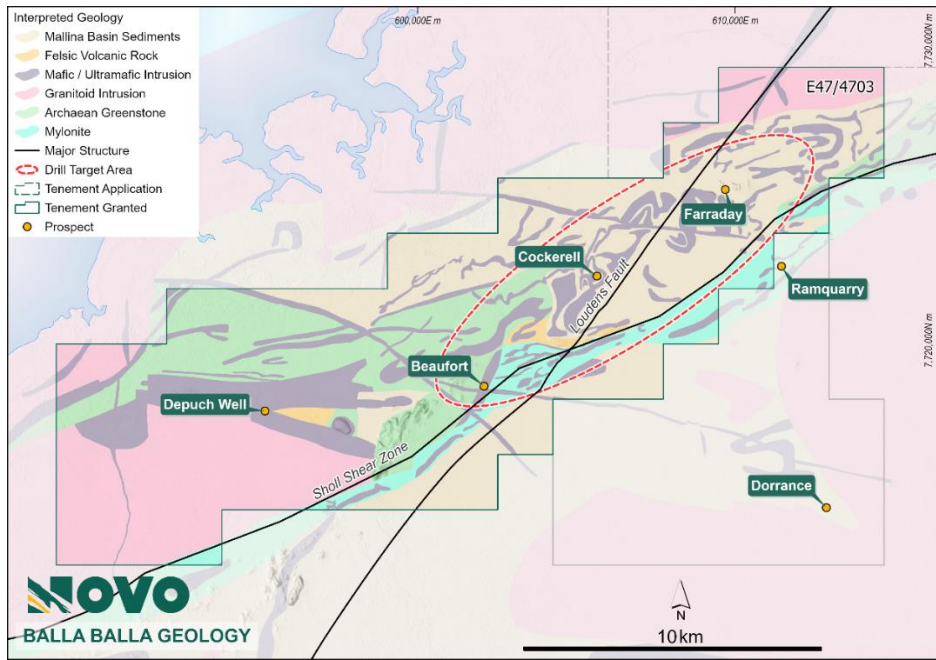 Interpreted Geology
Mallina Basin Sediments
Felsic Volcanic Rock
Mafic / Ultramafic Intrusion
Granitoid Intrusion
Archaean Greenstone
Mylonite
Major Structure
Drill Target Area
Tenement Application
Tenement Granted
Prospect
600,000E m
610,000E m
7,730,000N m
E47/4703
Farraday
Cockerell
Loudens Fault
Ramquarry
7,720,000N m
Beaufort
Depuch Well
Sholl Shear Zone
Dorrance
NOVO
BALLA BALLA GEOLOGY
N
10km